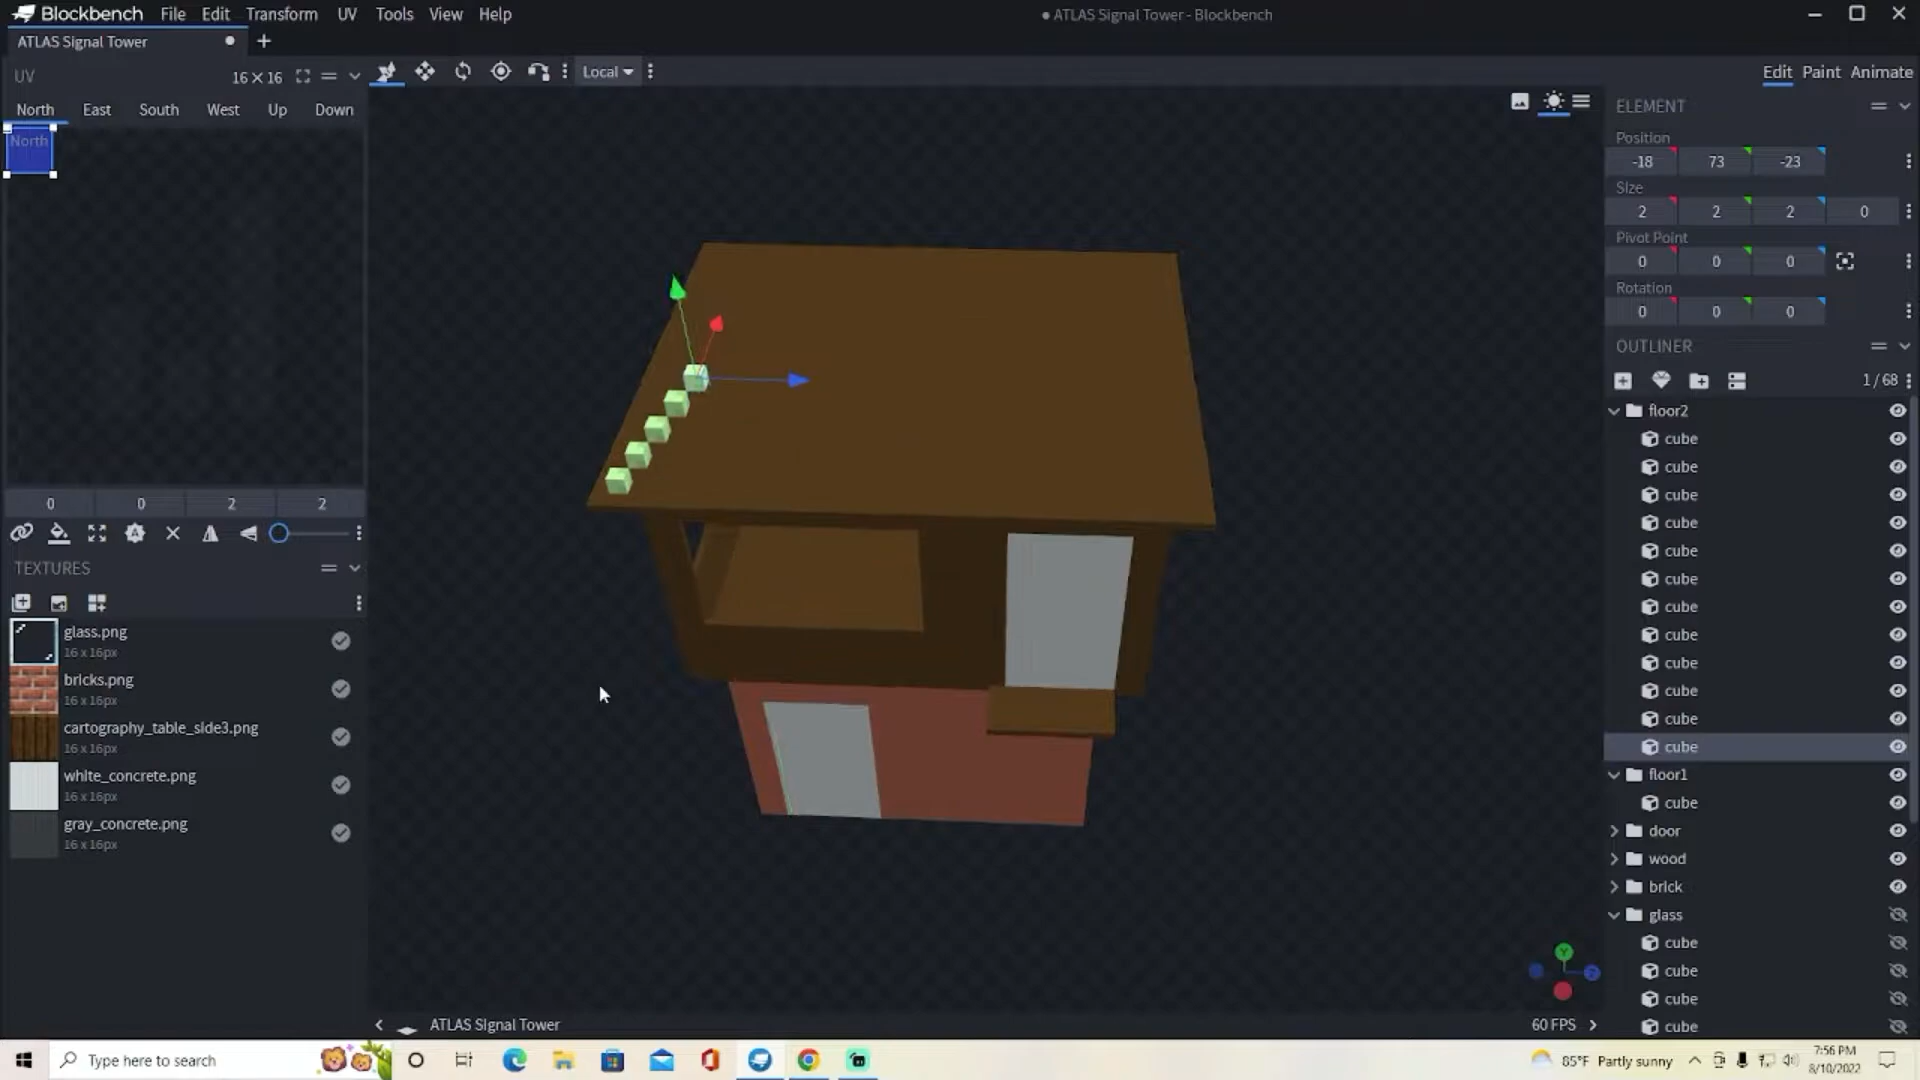 Blockbench File Edit Transform UV Tools View Help
● ATLAS Signal Tower - Blockbench
ATLAS Signal Tower
UV 16 × 16
Local
Edit Paint Animate
North East South West Up Down
North
ELEMENT
Position
-18 73 -23
Size
2 2 2 0
Pivot Point
0 0 0
Rotation
0 0 0
OUTLINER
1 / 68
floor2
cube
cube
cube
cube
cube
cube
cube
cube
cube
cube
cube
cube
floor1
cube
door
wood
brick
glass
cube
cube
cube
cube
0 0 2 2
TEXTURES
glass.png
16 x 16px
bricks.png
16 x 16px
cartography_table_side3.png
16 x 16px
white_concrete.png
16 x 16px
gray_concrete.png
16 x 16px
Y
Z
ATLAS Signal Tower
60 FPS
Type here to search
85°F Partly sunny
7:56 PM
8/10/2022